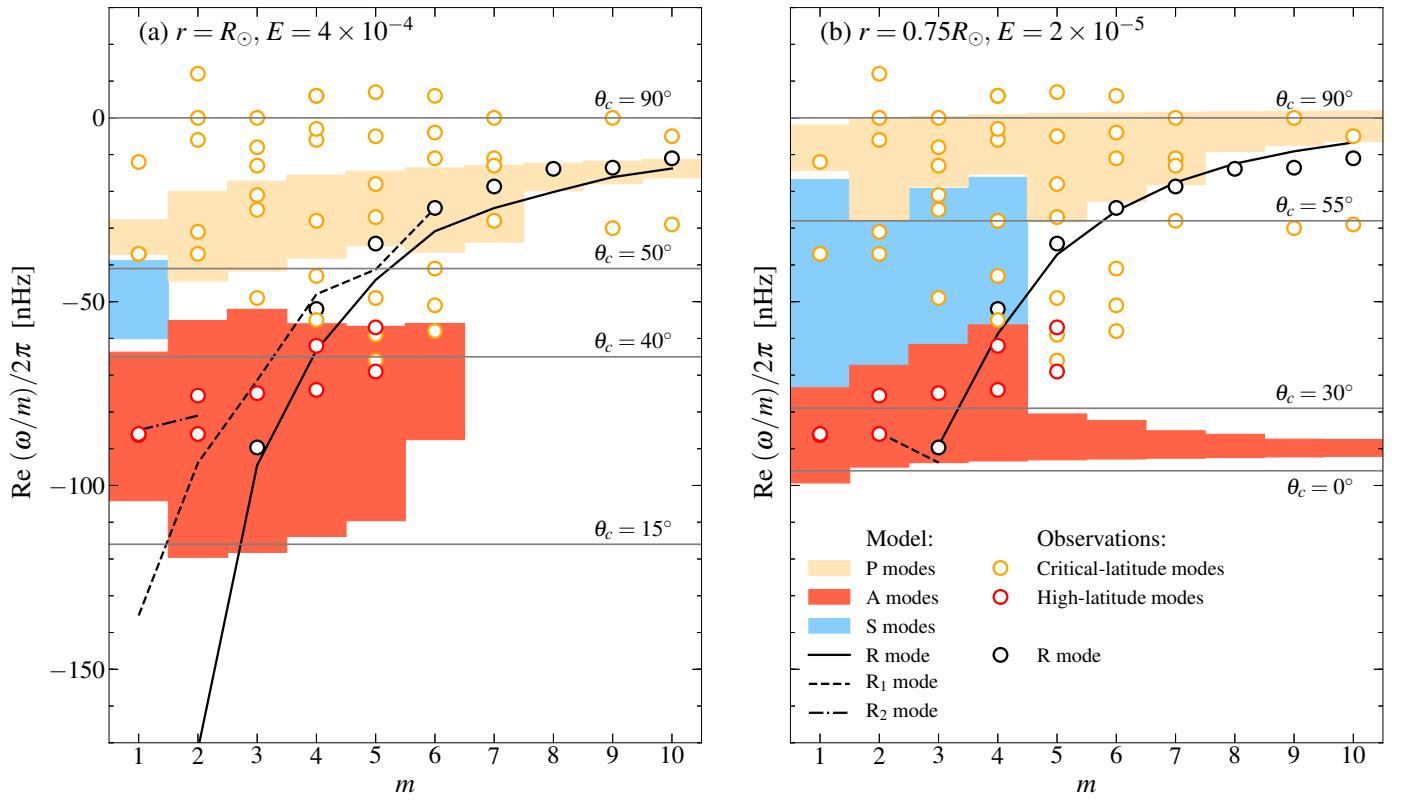 (a) r = R⊙, E = 4 × 10⁻⁴
0
−50
−100
−150
Re (ω/m)/2π [nHz]
θc = 90°
θc = 50°
θc = 40°
θc = 15°
1 2 3 4 5 6 7 8 9 10
m
(b) r = 0.75R⊙, E = 2 × 10⁻⁵
Re (ω/m)/2π [nHz]
θc = 90°
θc = 55°
θc = 30°
θc = 0°
Model: Observations:
P modes Critical-latitude modes
A modes High-latitude modes
S modes
R mode R mode
R₁ mode
R₂ mode
1 2 3 4 5 6 7 8 9 10
m